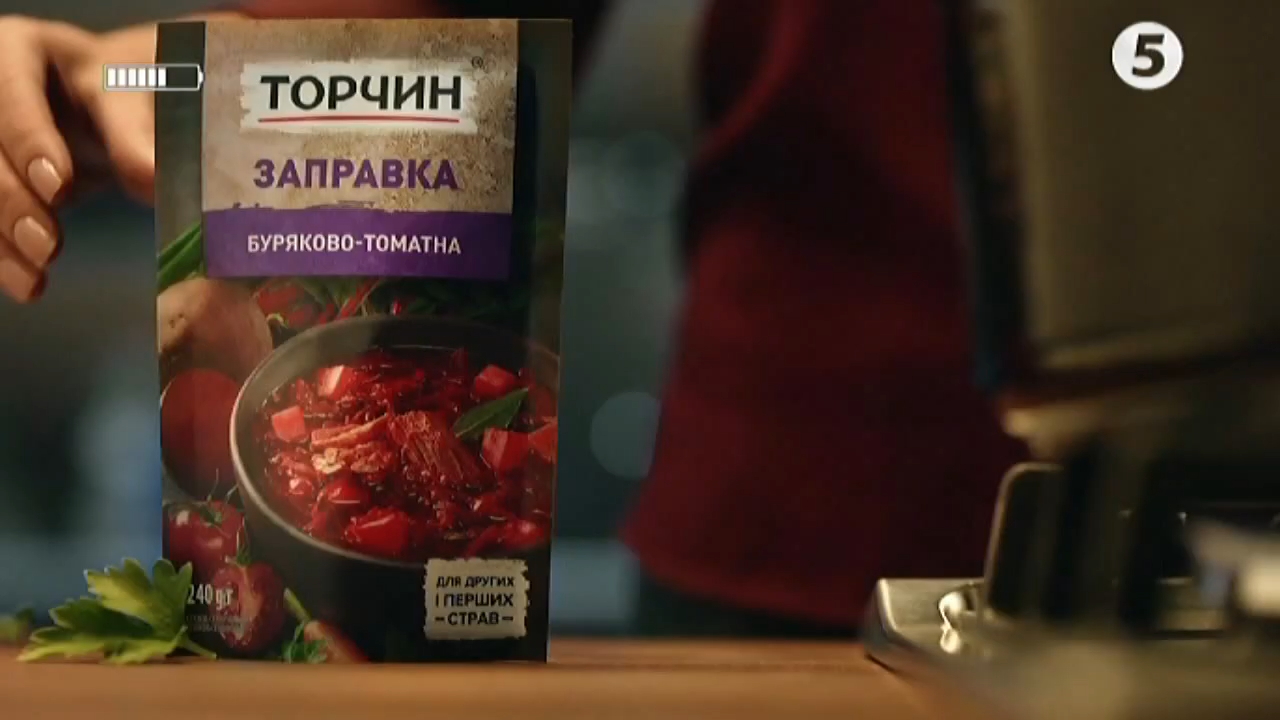 5
ТОРЧИН®
ЗАПРАВКА
БУРЯКОВО-ТОМАТНА
240 g/г
ДЛЯ ДРУГИХ
І ПЕРШИХ
–СТРАВ–